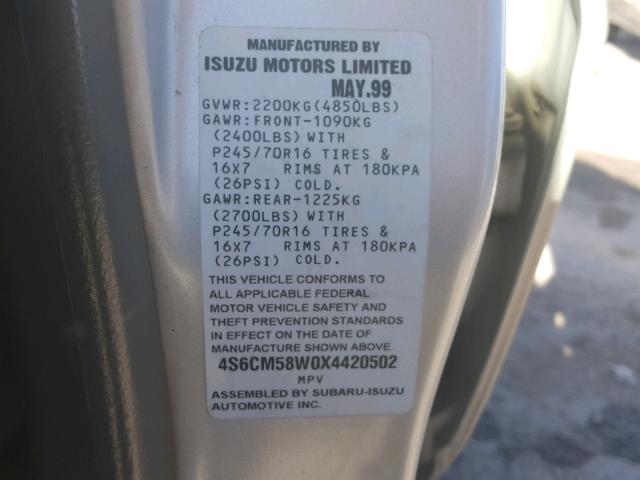 MANUFACTURED BY
ISUZU MOTORS LIMITED
MAY.99
GVWR:2200KG(4850LBS)
GAWR:FRONT-1090KG
(2400LBS)WITH
P245/70R16 TIRES &
16X7 RIMS AT 180KPA
(26PSI) COLD.
GAWR:REAR-1225KG
(2700LBS)WITH
P245/70R16 TIRES &
16X7 RIMS AT 180KPA
(26PSI) COLD.
THIS VEHICLE CONFORMS TO
ALL APPLICABLE FEDERAL
MOTOR VEHICLE SAFETY AND
THEFT PREVENTION STANDARDS
IN EFFECT ON THE DATE OF
MANUFACTURE SHOWN ABOVE.
4S6CM58W0X4420502
MPV
ASSEMBLED BY SUBARU-ISUZU
AUTOMOTIVE INC.